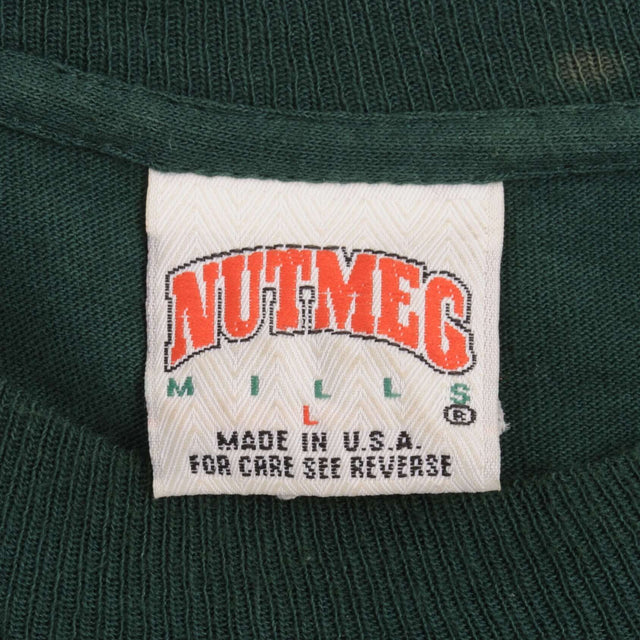 NUTMEG
MILLS
®
L
MADE IN U.S.A.
FOR CARE SEE REVERSE